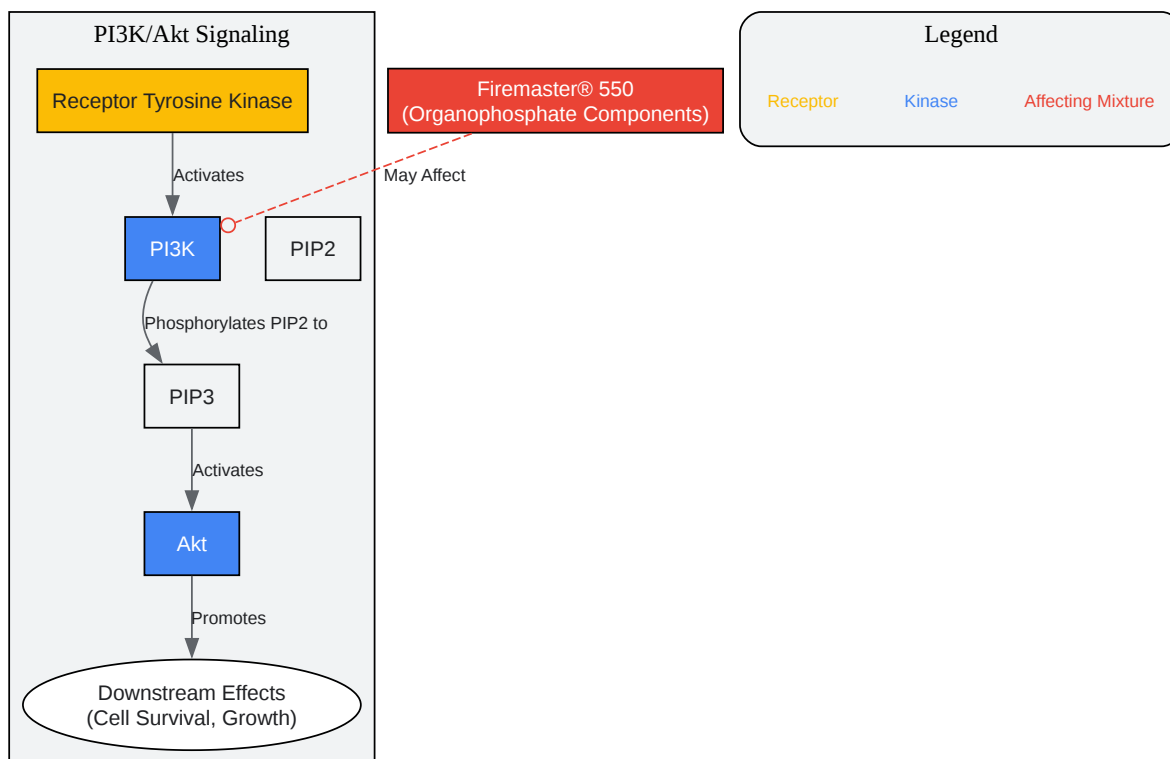 PI3K/Akt Signaling
Receptor Tyrosine Kinase
Firemaster® 550
(Organophosphate Components)
Legend
Receptor
Kinase
Affecting Mixture
Activates
May Affect
PI3K
PIP2
Phosphorylates PIP2 to
PIP3
Activates
Akt
Promotes
Downstream Effects
(Cell Survival, Growth)